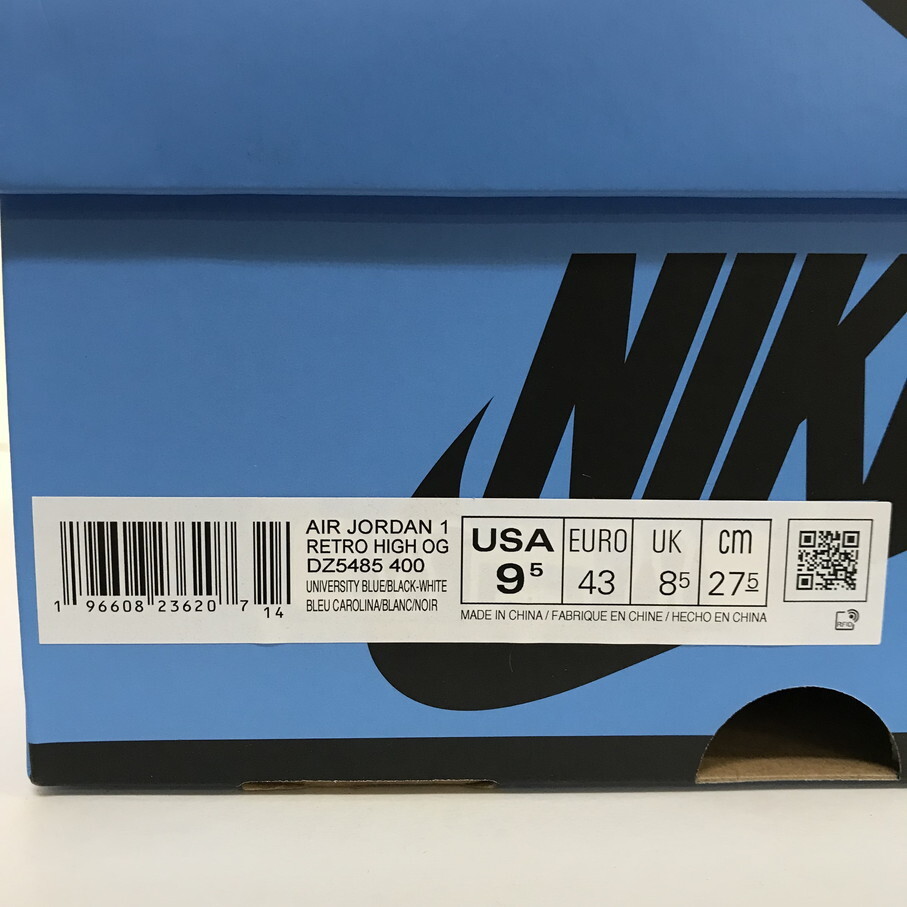 NIK
AIR JORDAN 1
RETRO HIGH OG
DZ5485 400
UNIVERSITY BLUE/BLACK-WHITE
BLEU CAROLINA/BLANC/NOIR
1 96608 23620 7 14
USA EURO UK cm
9 5 43 8 5 27 5
MADE IN CHINA / FABRIQUE EN CHINE / HECHO EN CHINA
RFID